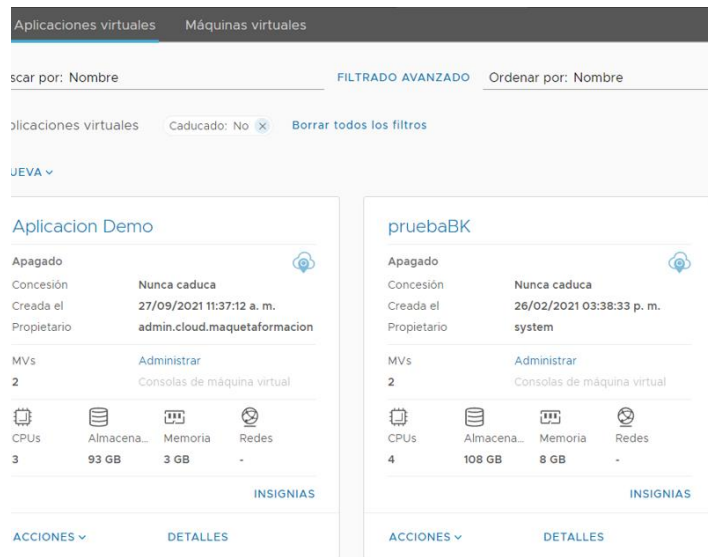 Aplicaciones virtuales Máquinas virtuales
scar por: Nombre FILTRADO AVANZADO Ordenar por: Nombre
plicaciones virtuales Caducado: No × Borrar todos los filtros
UEVA
Aplicacion Demo
Apagado
Concesión Nunca caduca
Creada el 27/09/2021 11:37:12 a. m.
Propietario admin.cloud.maquetaformacion
MVs Administrar
2 Consolas de máquina virtual
CPUs Almacena... Memoria Redes
3 93 GB 3 GB -
INSIGNIAS
ACCIONES DETALLES
pruebaBK
Apagado
Concesión Nunca caduca
Creada el 26/02/2021 03:38:33 p. m.
Propietario system
MVs Administrar
2 Consolas de máquina virtual
CPUs Almacena... Memoria Redes
4 108 GB 8 GB -
INSIGNIAS
ACCIONES DETALLES